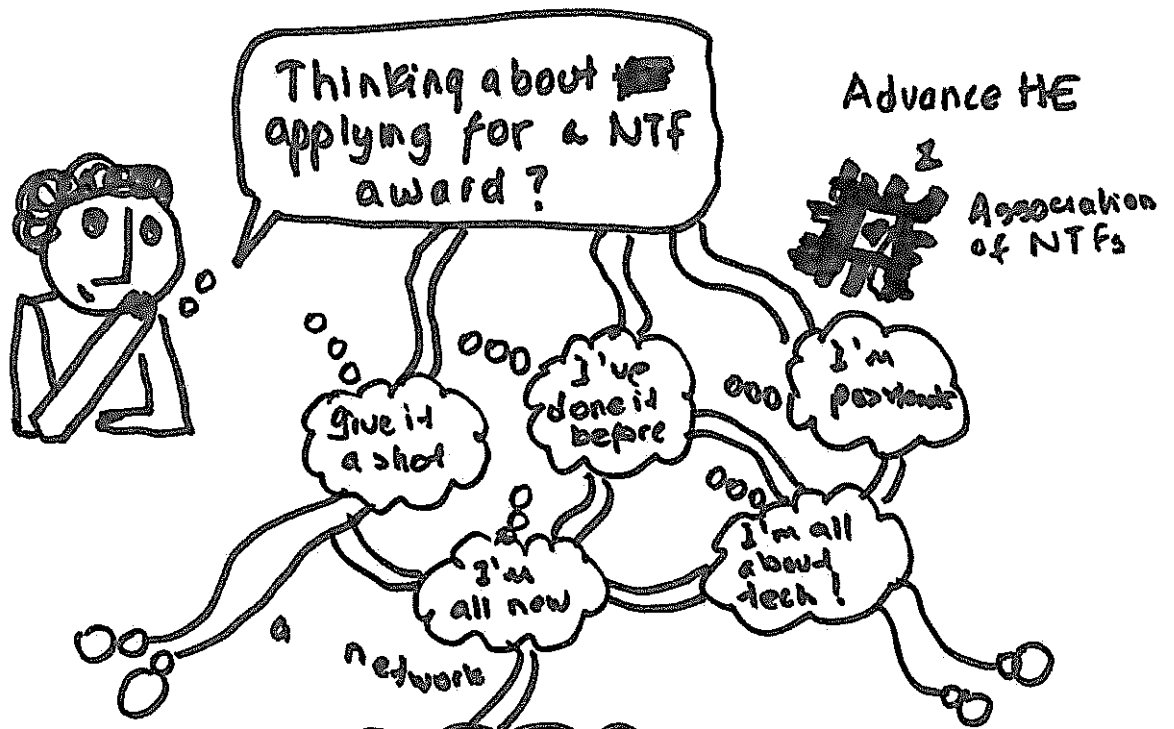 Thinking about
applying for a NTF
award?
Advance HE
&
Association
of NTFs
give it
a shot
I've
done it
before
I'm
I'm
all new
I'm all
about
tech!
a
network